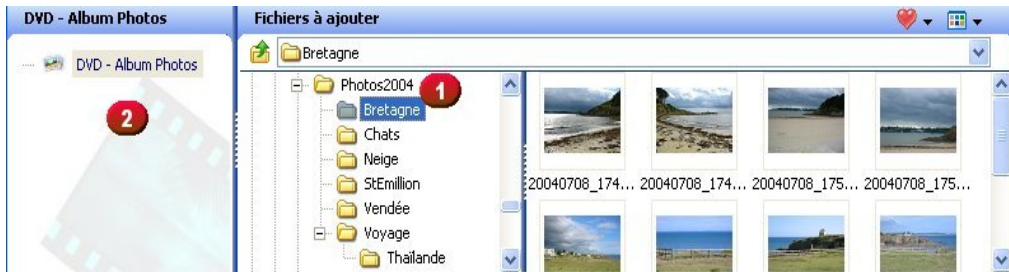 DVD - Album Photos
Fichiers à ajouter
Bretagne
DVD - Album Photos
2
Photos2004
1
Bretagne
Chats
Neige
StEmillion
Vendée
Voyage
Thaïlande
20040708_174... 20040708_174... 20040708_175... 20040708_175...